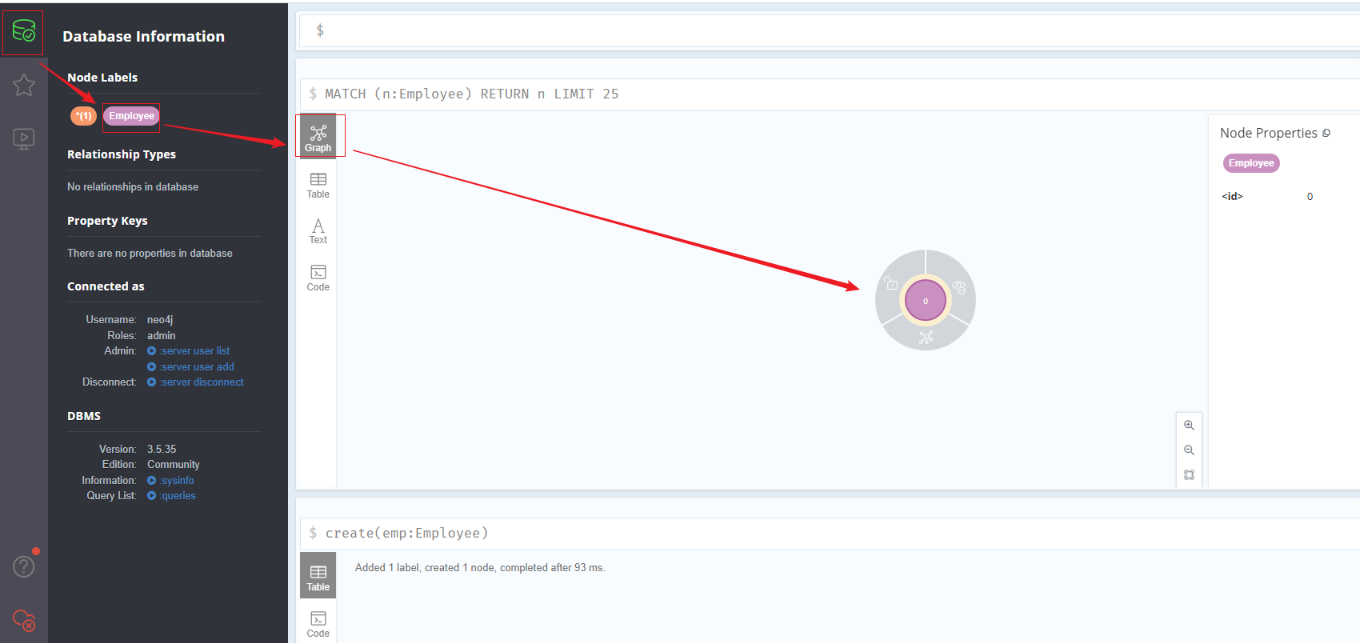 Database Information
Node Labels
*(1) Employee
Relationship Types
No relationships in database
Property Keys
There are no properties in database
Connected as
Username: neo4j
Roles: admin
Admin: :server user list
:server user add
Disconnect: :server disconnect
DBMS
Version: 3.5.35
Edition: Community
Information: :sysinfo
Query List: :queries
$
$ MATCH (n:Employee) RETURN n LIMIT 25
Graph
Table
Text
Code
0
Node Properties
Employee
<id> 0
$ create(emp:Employee)
Table
Code
Added 1 label, created 1 node, completed after 93 ms.